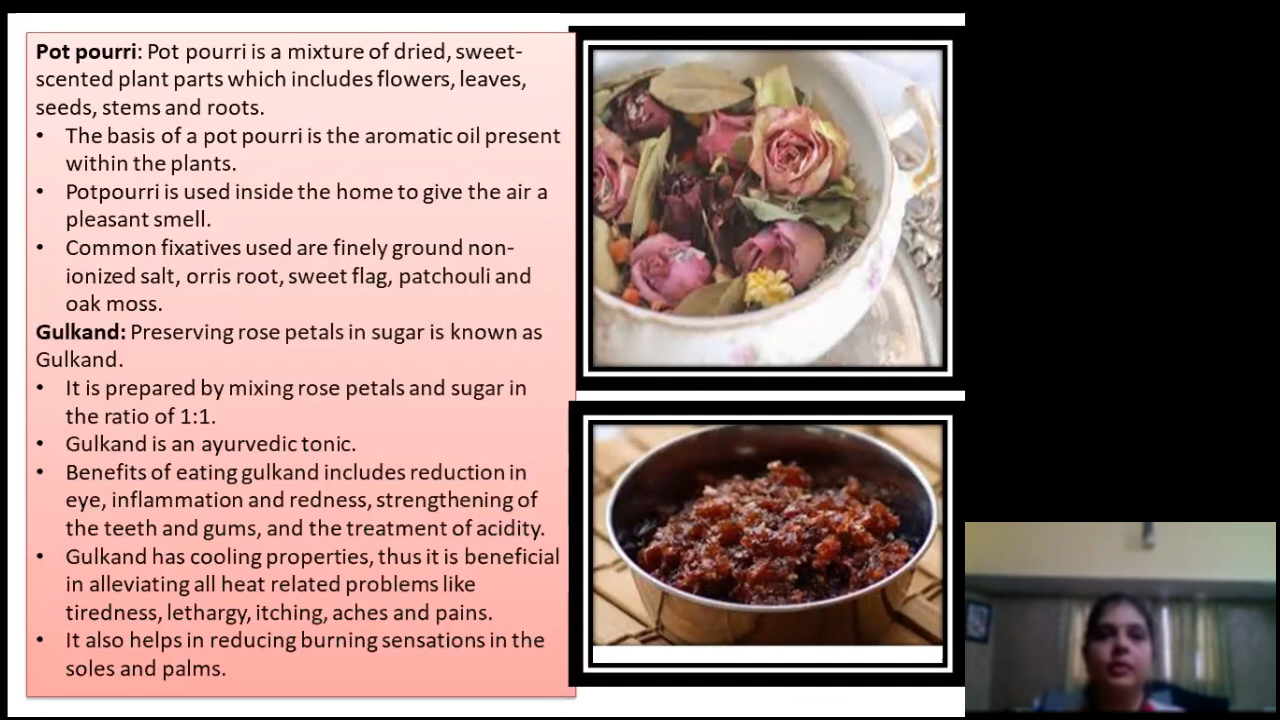 Pot pourri: Pot pourri is a mixture of dried, sweet-
scented plant parts which includes flowers, leaves,
seeds, stems and roots.
• The basis of a pot pourri is the aromatic oil present
within the plants.
• Potpourri is used inside the home to give the air a
pleasant smell.
• Common fixatives used are finely ground non-
ionized salt, orris root, sweet flag, patchouli and
oak moss.
Gulkand: Preserving rose petals in sugar is known as
Gulkand.
• It is prepared by mixing rose petals and sugar in
the ratio of 1:1.
• Gulkand is an ayurvedic tonic.
• Benefits of eating gulkand includes reduction in
eye, inflammation and redness, strengthening of
the teeth and gums, and the treatment of acidity.
• Gulkand has cooling properties, thus it is beneficial
in alleviating all heat related problems like
tiredness, lethargy, itching, aches and pains.
• It also helps in reducing burning sensations in the
soles and palms.